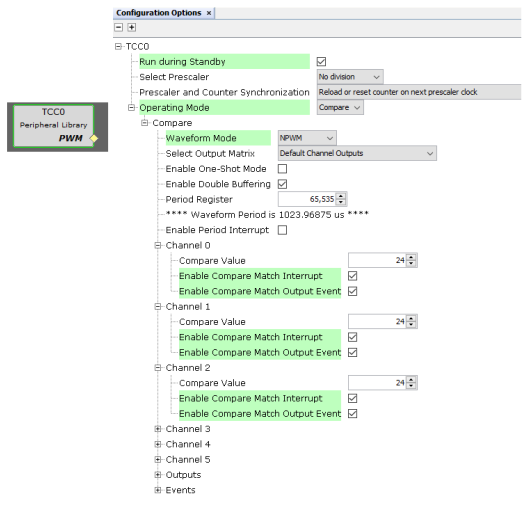 Configuration Options ×
TCC0
Run during Standby
Select Prescaler No division
Prescaler and Counter Synchronization Reload or reset counter on next prescaler clock
Operating Mode Compare
Compare
Waveform Mode NPWM
Select Output Matrix Default Channel Outputs
Enable One-Shot Mode
Enable Double Buffering
Period Register 65,535
**** Waveform Period is 1023.96875 us ****
Enable Period Interrupt
Channel 0
Compare Value 24
Enable Compare Match Interrupt
Enable Compare Match Output Event
Channel 1
Compare Value 24
Enable Compare Match Interrupt
Enable Compare Match Output Event
Channel 2
Compare Value 24
Enable Compare Match Interrupt
Enable Compare Match Output Event
Channel 3
Channel 4
Channel 5
Outputs
Events
TCC0
Peripheral Library
PWM